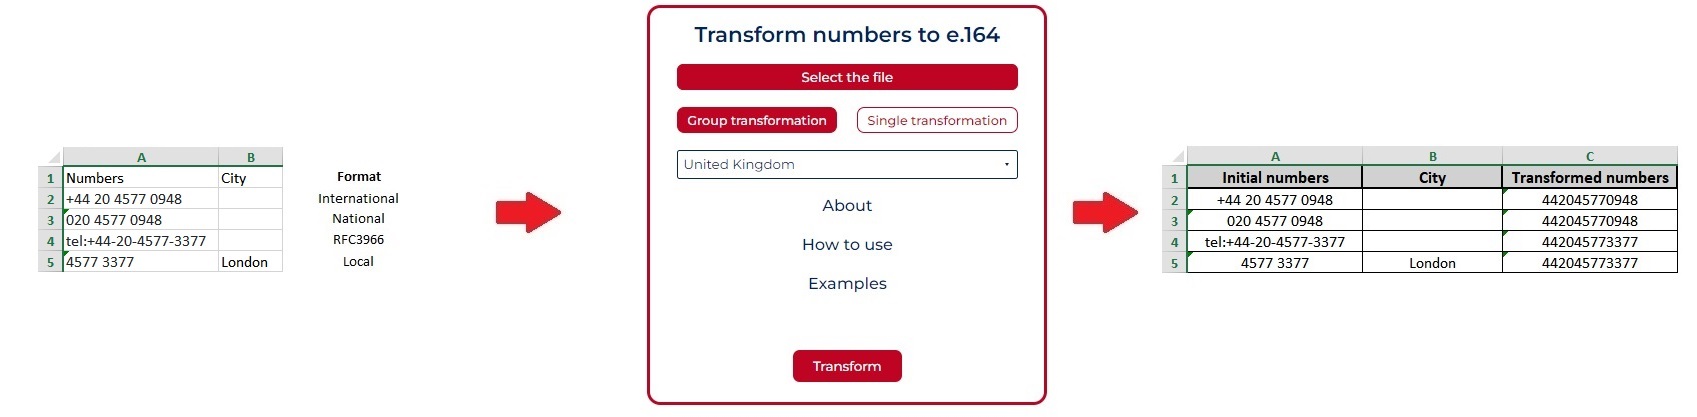 A B
1 Numbers City
2 +44 20 4577 0948
3 020 4577 0948
4 tel:+44-20-4577-3377
5 4577 3377 London
Format
International
National
RFC3966
Local
Transform numbers to e.164
Select the file
Group transformation Single transformation
United Kingdom
About
How to use
Examples
Transform
A B C
1 Initial numbers City Transformed numbers
2 +44 20 4577 0948 442045770948
3 020 4577 0948 442045770948
4 tel:+44-20-4577-3377 442045773377
5 4577 3377 London 442045773377